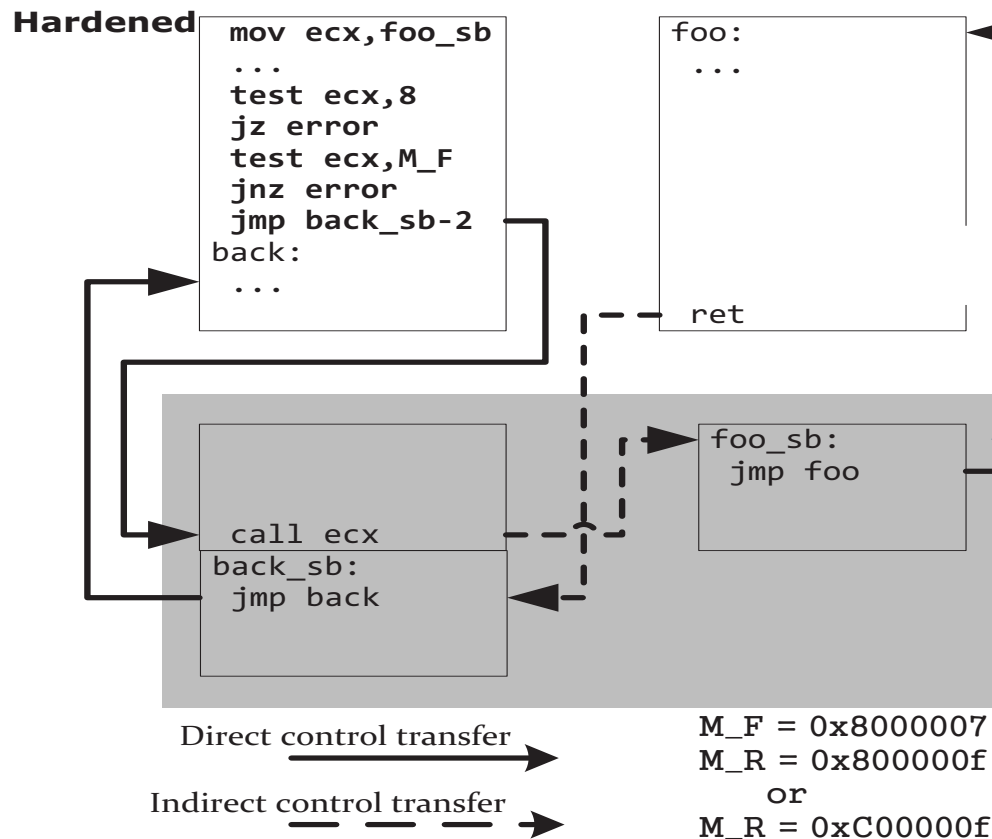 Hardened
mov ecx,foo_sb
...
test ecx,8
jz error
test ecx,M_F
jnz error
jmp back_sb-2
back:
...
foo:
...
ret
call ecx
back_sb:
jmp back
foo_sb:
jmp foo
Direct control transfer
Indirect control transfer
M_F = 0x8000007
M_R = 0x800000f
or
M_R = 0xC00000f